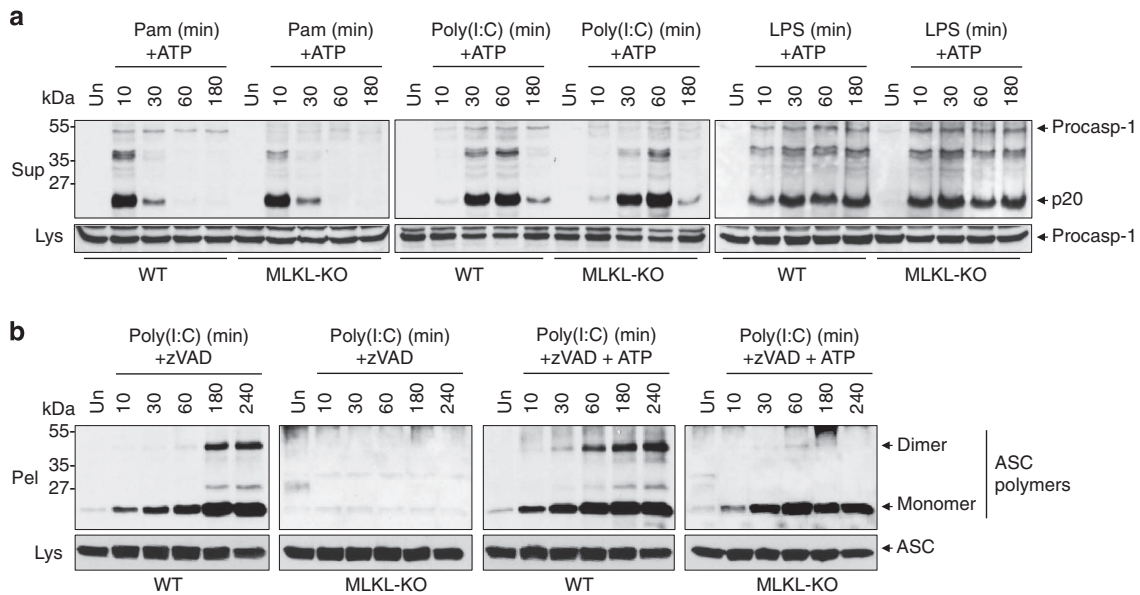 a
Pam (min) Pam (min) Poly(I:C) (min) Poly(I:C) (min) LPS (min) LPS (min)
+ATP +ATP +ATP +ATP +ATP +ATP
kDa Un 10 30 60 180 Un 10 30 60 180 Un 10 30 60 180 Un 10 30 60 180 Un 10 30 60 180 Un 10 30 60 180
55- Procasp-1
35-
Sup
27-
p20
Lys Procasp-1
WT MLKL-KO WT MLKL-KO WT MLKL-KO
b
Poly(I:C) (min) Poly(I:C) (min) Poly(I:C) (min) Poly(I:C) (min)
+zVAD +zVAD +zVAD + ATP +zVAD + ATP
kDa Un 10 30 60 180 240 Un 10 30 60 180 240 Un 10 30 60 180 240 Un 10 30 60 180 240
55-
Dimer
35- ASC
Pel polymers
27-
Monomer
Lys ASC
WT MLKL-KO WT MLKL-KO